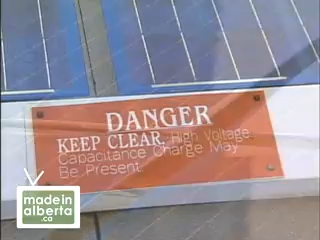 DANGER
KEEP CLEAR. High Voltage
Capacitance Charge May
Be Present.
made in
alberta
.ca